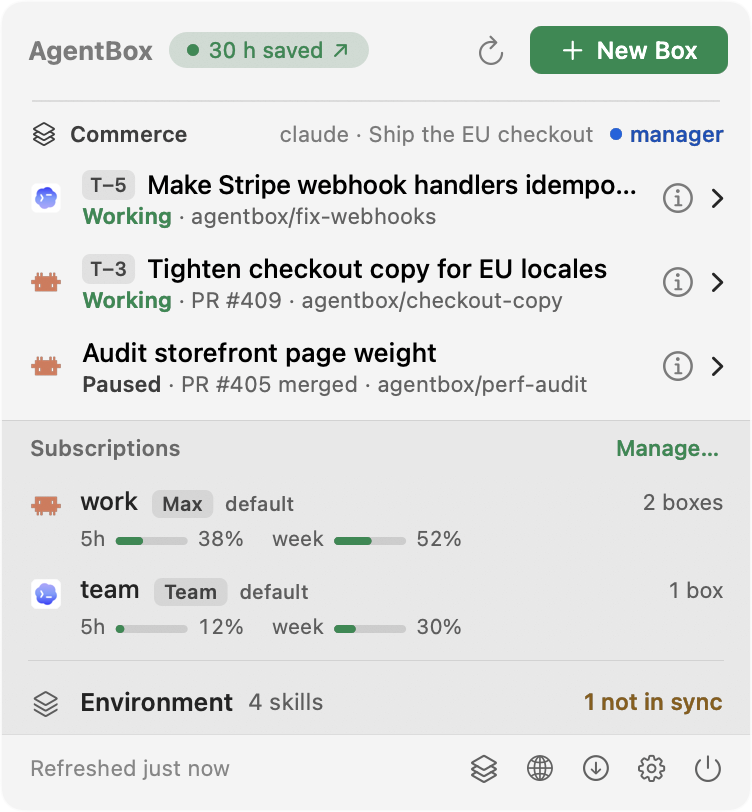 AgentBox 30 h saved ↗ + New Box
Commerce claude · Ship the EU checkout manager
T–5 Make Stripe webhook handlers idempo...
Working · agentbox/fix-webhooks
T–3 Tighten checkout copy for EU locales
Working · PR #409 · agentbox/checkout-copy
Audit storefront page weight
Paused · PR #405 merged · agentbox/perf-audit
Subscriptions Manage...
work Max default 2 boxes
5h 38% week 52%
team Team default 1 box
5h 12% week 30%
Environment 4 skills 1 not in sync
Refreshed just now